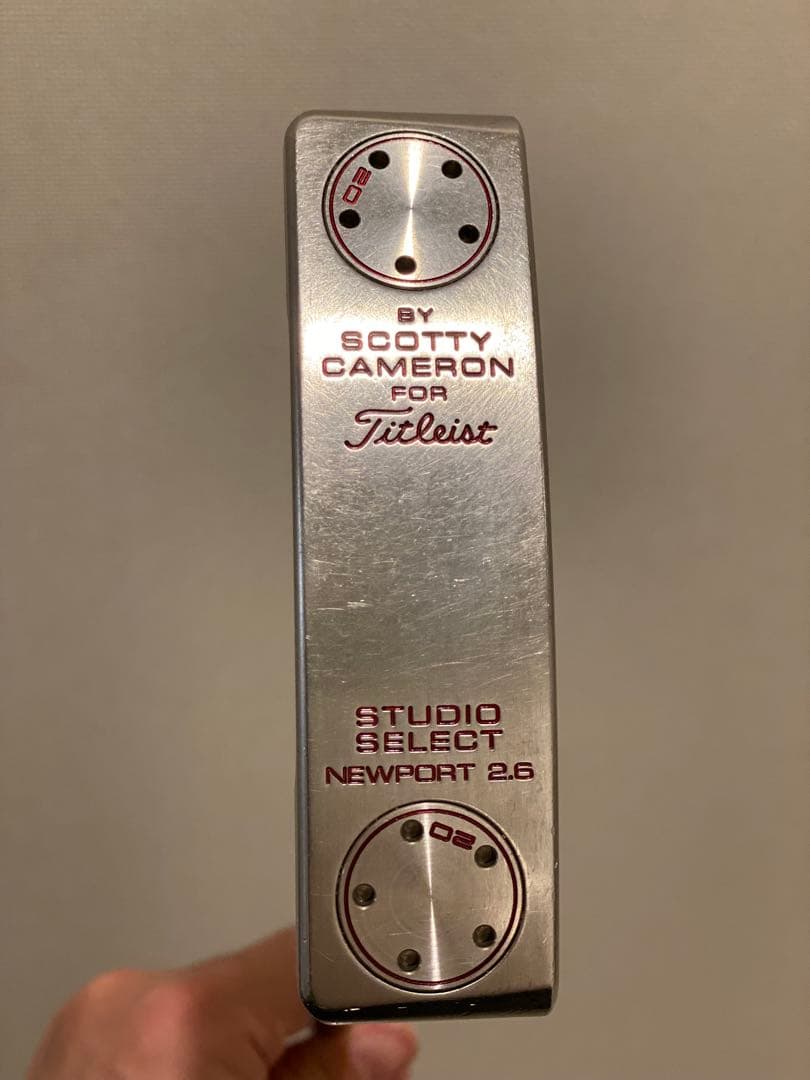 20
BY
SCOTTY
CAMERON
FOR
Titleist
STUDIO
SELECT
NEWPORT 2.6
20